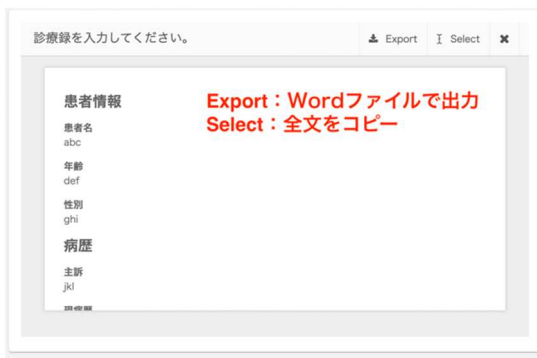 診療録を入力してください。 Export Select ✖
患者情報
Export：Wordファイルで出力
Select：全文をコピー
患者名
abc
年齢
def
性別
ghi
病歴
主訴
jkl